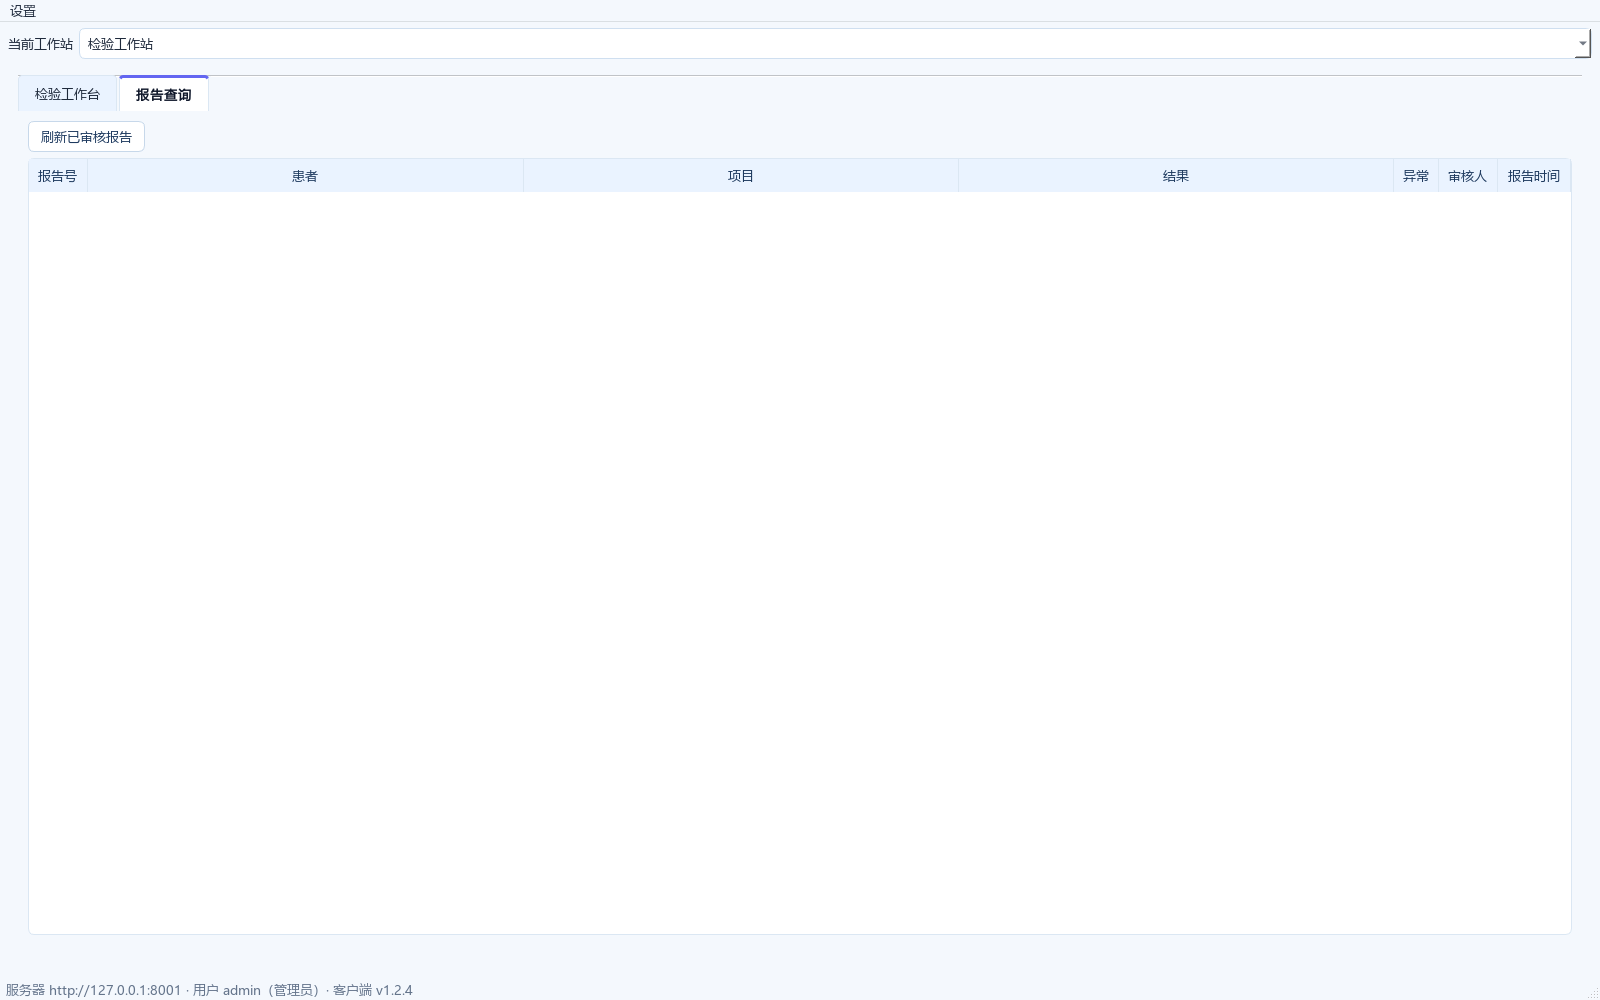 设置
当前工作站 检验工作站
检验工作台 报告查询
刷新已审核报告
报告号 患者 项目 结果 异常 审核人 报告时间
服务器 http://127.0.0.1:8001 · 用户 admin（管理员）· 客户端 v1.2.4